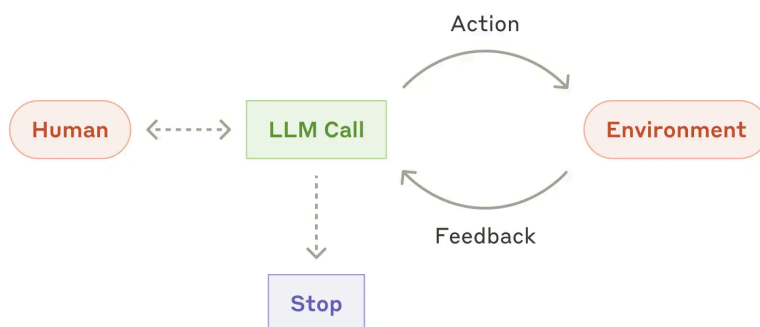 Action
Human
LLM Call
Environment
Feedback
Stop